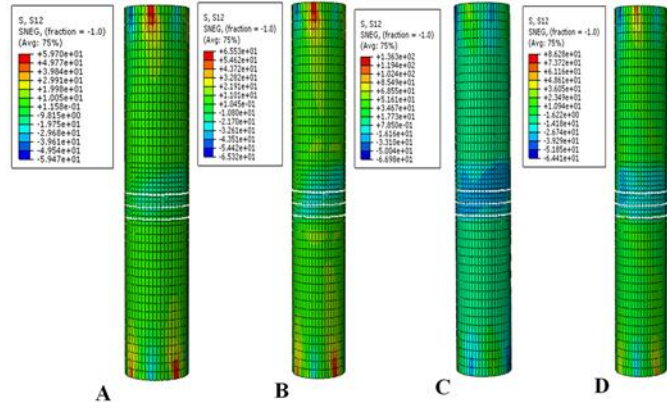 S, S12
SNEG, (fraction = -1.0)
(Avg: 75%)
+5.970e+01
+4.977e+01
+3.984e+01
+2.991e+01
+1.998e+01
+1.005e+01
+1.158e-01
-9.815e+00
-1.975e+01
-2.968e+01
-3.961e+01
-4.954e+01
-5.947e+01
A
S, S12
SNEG, (fraction = -1.0)
(Avg: 75%)
+6.553e+01
+5.462e+01
+4.372e+01
+3.282e+01
+2.191e+01
+1.101e+01
+1.045e-01
-1.080e+01
-2.170e+01
-3.261e+01
-4.351e+01
-5.442e+01
-6.532e+01
B
S, S12
SNEG, (fraction = -1.0)
(Avg: 75%)
+1.363e+02
+1.194e+02
+1.024e+02
+8.549e+01
+6.855e+01
+5.161e+01
+3.467e+01
+1.773e+01
+7.850e-01
-1.616e+01
-3.310e+01
-5.004e+01
-6.698e+01
C
S, S12
SNEG, (fraction = -1.0)
(Avg: 75%)
+8.628e+01
+7.372e+01
+6.116e+01
+4.861e+01
+3.605e+01
+2.349e+01
+1.094e+01
-1.622e+00
-1.418e+01
-2.674e+01
-3.929e+01
-5.185e+01
-6.441e+01
D